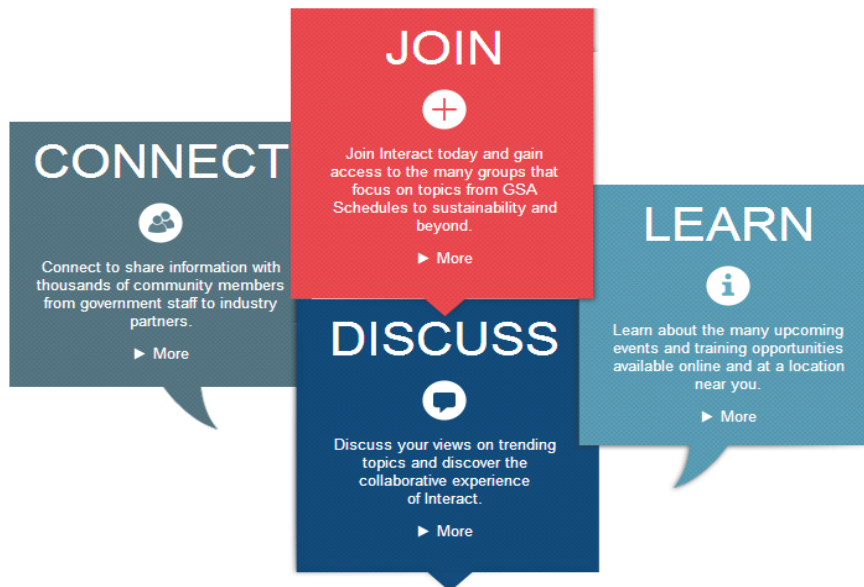 JOIN
Join Interact today and gain
access to the many groups that
focus on topics from GSA
Schedules to sustainability and
beyond.
► More
CONNECT
Connect to share information with
thousands of community members
from government staff to industry
partners.
► More
LEARN
Learn about the many upcoming
events and training opportunities
available online and at a location
near you.
► More
DISCUSS
Discuss your views on trending
topics and discover the
collaborative experience
of Interact.
► More